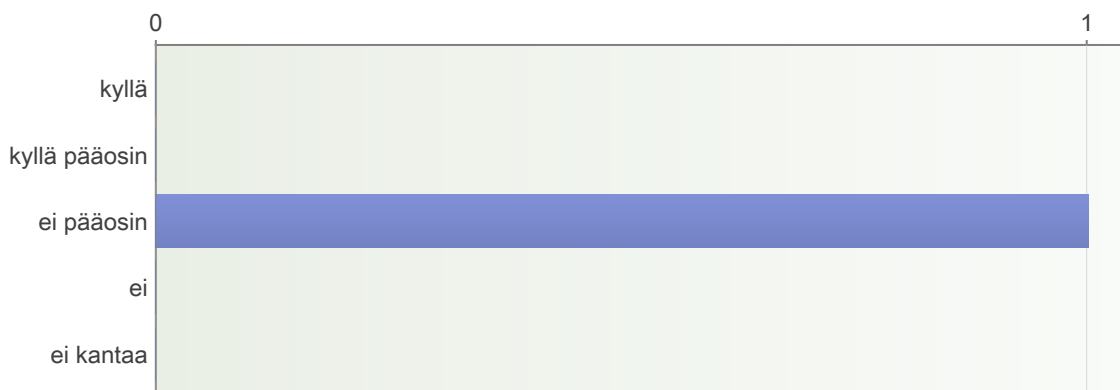 0 1
kyllä
kyllä pääosin
ei pääosin
ei
ei kantaa